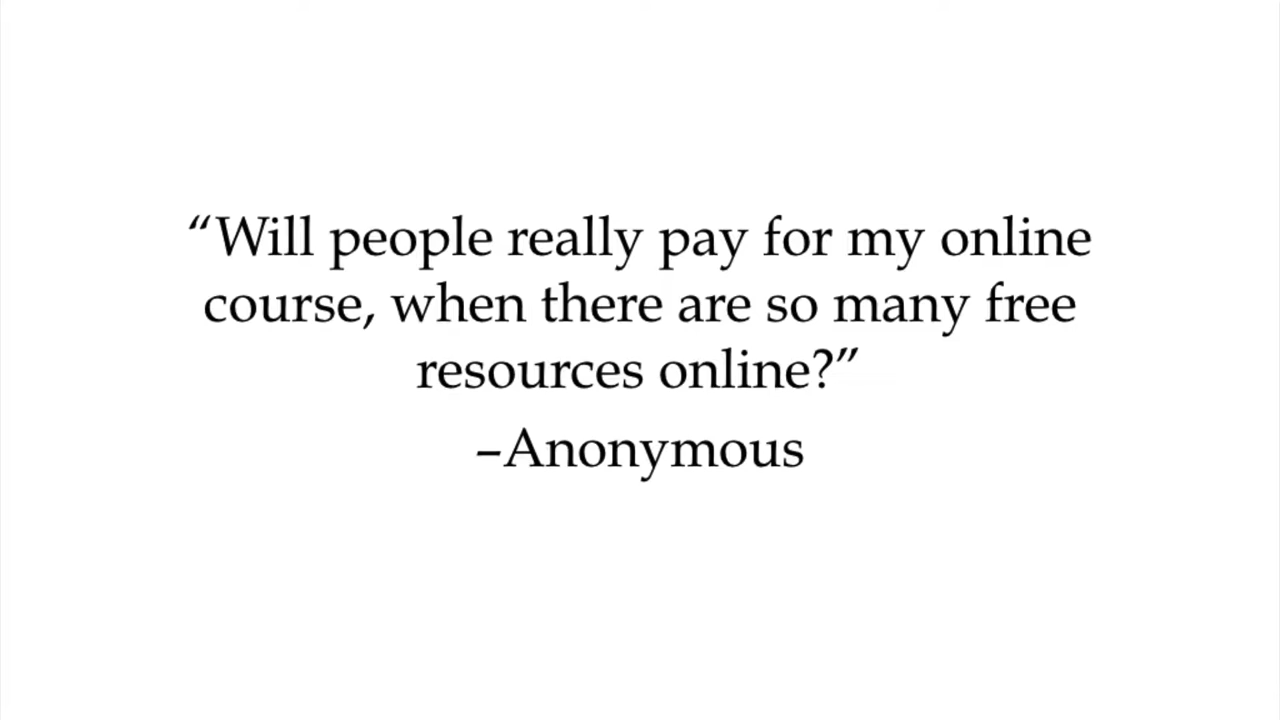 “Will people really pay for my online
course, when there are so many free
resources online?”
–Anonymous